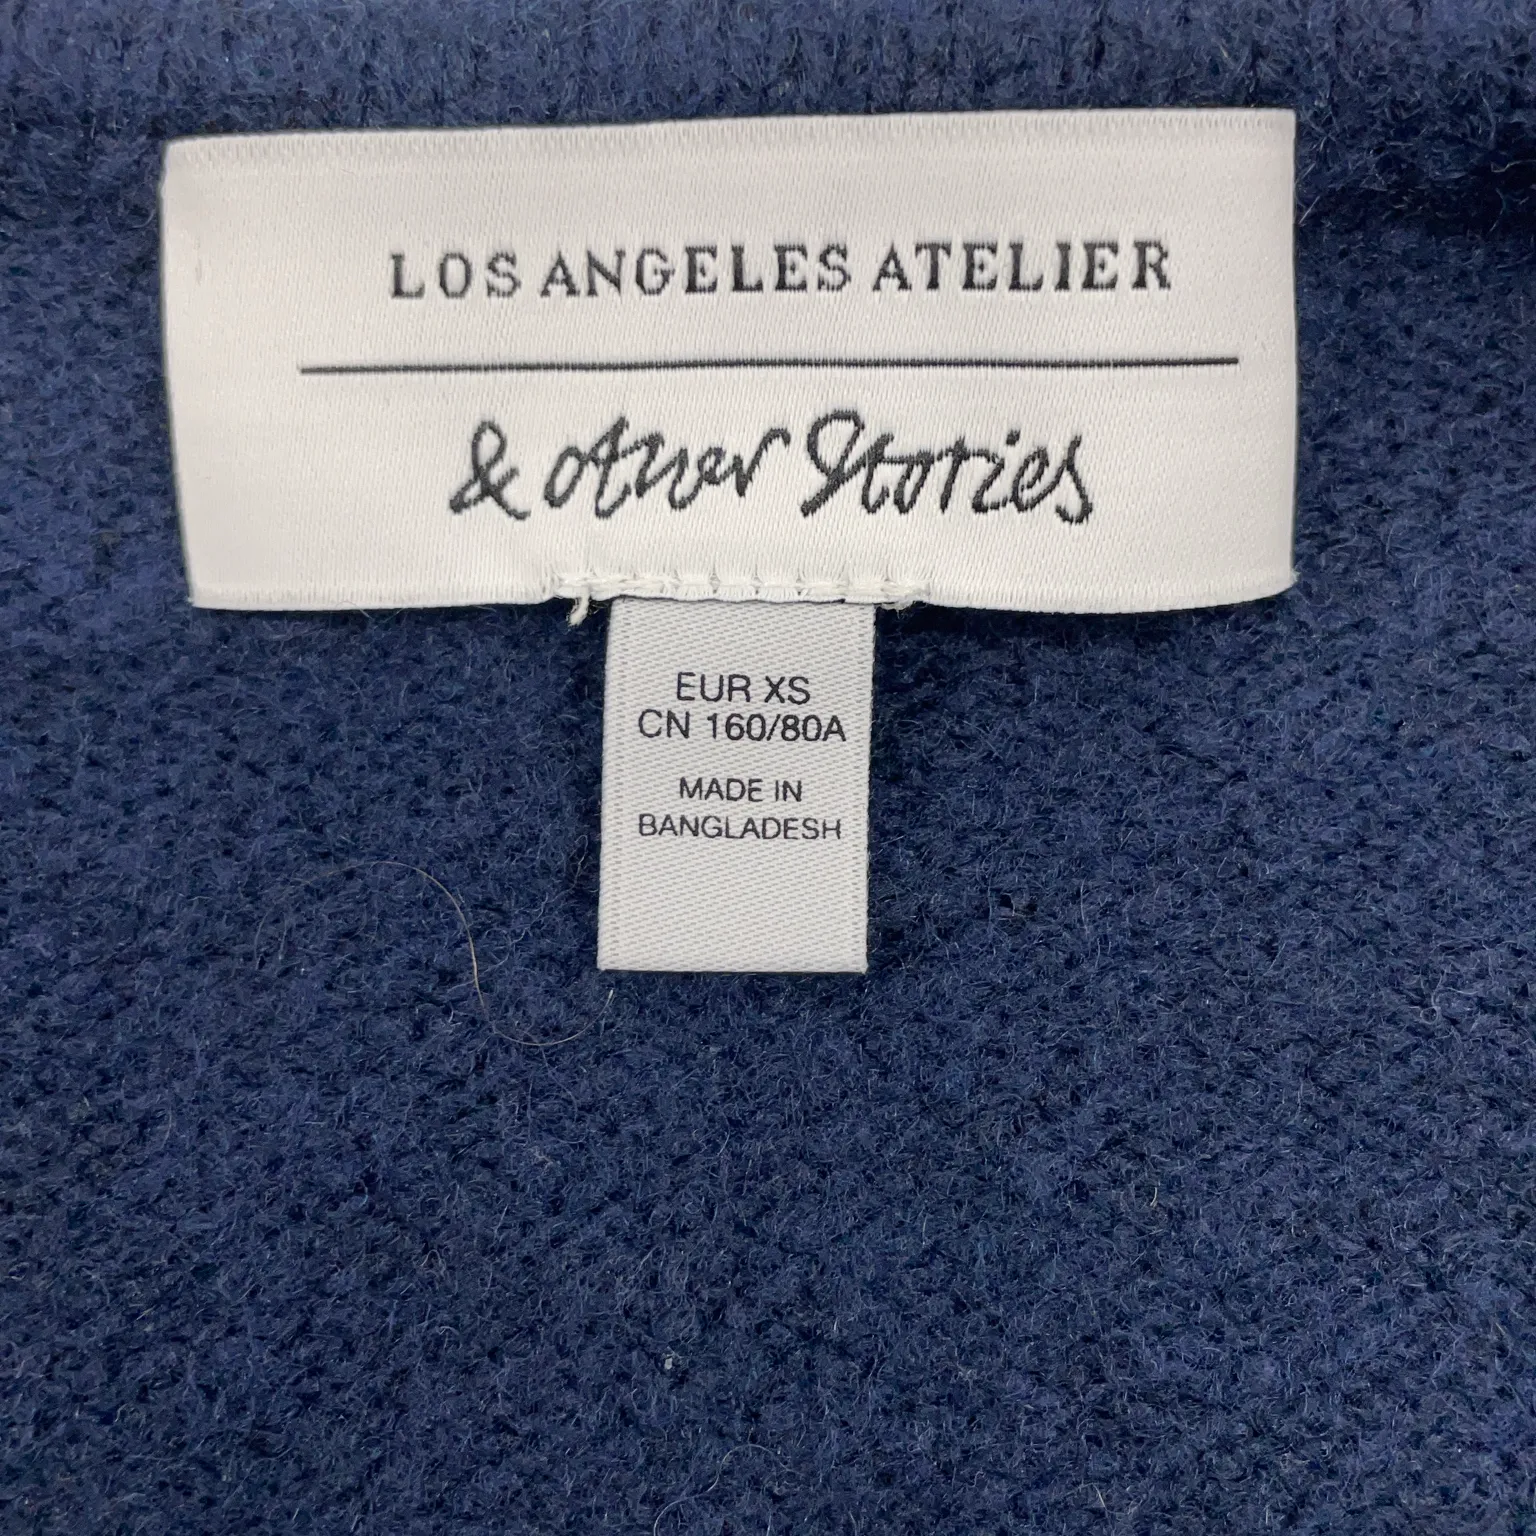 LOS ANGELES ATELIER
& other Stories
EUR XS
CN 160/80A
MADE IN
BANGLADESH